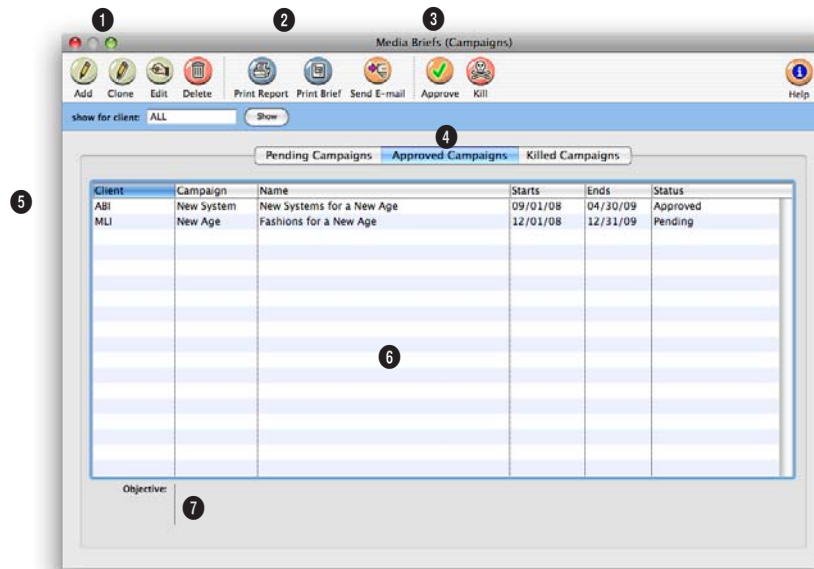 1 2 3
Media Briefs (Campaigns)
Add Clone Edit Delete Print Report Print Brief Send E-mail Approve Kill Help
show for client: ALL Show
4
Pending Campaigns Approved Campaigns Killed Campaigns
5
Client Campaign Name Starts Ends Status
ABI New System New Systems for a New Age 09/01/08 04/30/09 Approved
MLI New Age Fashions for a New Age 12/01/08 12/31/09 Pending
6
Objective:
7